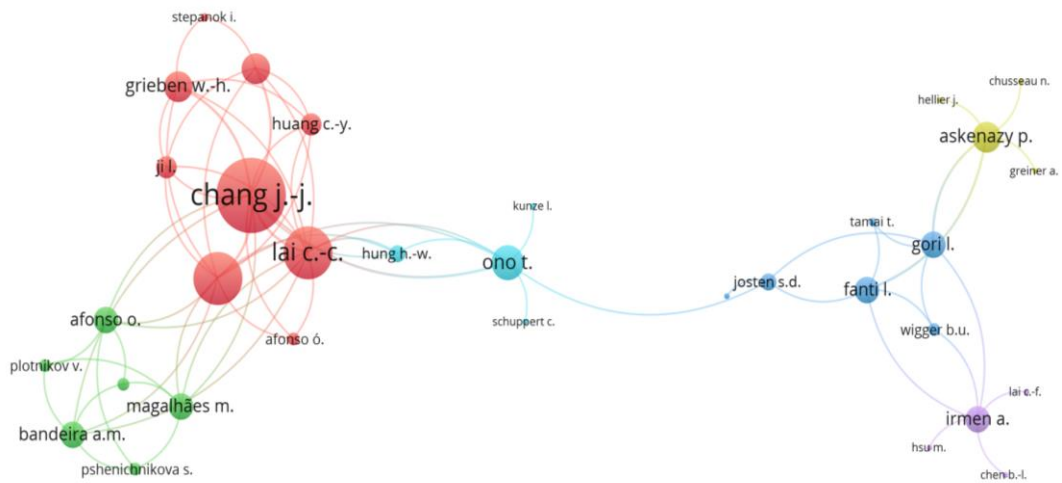 stepanok i.
grieben w.-h.
huang c.-y.
ji l.
chang j.-j.
lai c.-c.
hung h.-w.
kunze l.
ono t.
schuppert c.
afonso o.
afonso ó.
plotnikov v.
magalhães m.
bandeira a.m.
pshenichnikova s.
chusseau n.
hellier j.
askenazy p.
greiner a.
tamai t.
gori l.
josten s.d.
fanti l.
wigger b.u.
lai c.-f.
irmen a.
hsu m.
chen b.-l.